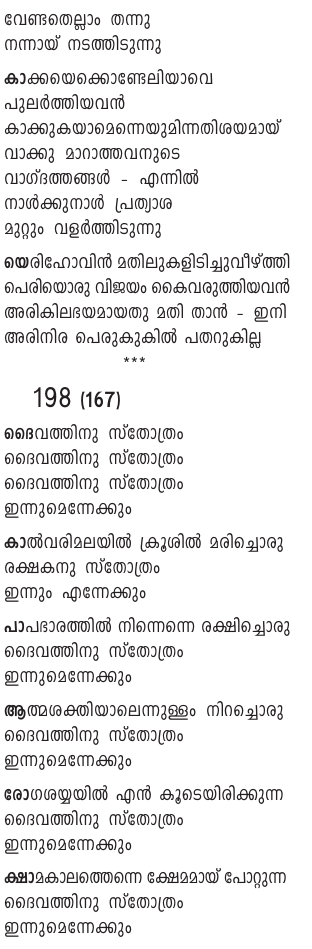 വേണ്ടതെല്ലാം തന്നു
നന്നായ് നടത്തിടുന്നു
കാക്കയെക്കൊണ്ടേലിയാവെ
പുലർത്തിയവൻ
കാക്കുകയാമെന്നെയുമിന്നതിശയമായ്
വാക്കു മാറാത്തവനുടെ
വാഗ്ദത്തങ്ങൾ - എന്നിൽ
നാൾക്കുനാൾ പ്രത്യാശ
മുറ്റും വളർത്തിടുന്നു
യെരിഹോവിൻ മതിലുകളിടിച്ചുവീഴ്ത്തി
പെരിയൊരു വിജയം കൈവരുത്തിയവൻ
അരികിലഭയമായതു മതി താൻ - ഇനി
അരിനിര പെരുകുകിൽ പതറുകില്ല
***
198 (167)
ദൈവത്തിനു സ്തോത്രം
ദൈവത്തിനു സ്തോത്രം
ദൈവത്തിനു സ്തോത്രം
ഇന്നുമെന്നേക്കും
കാൽവരിമലയിൽ ക്രൂശിൽ മരിച്ചൊരു
രക്ഷകനു സ്തോത്രം
ഇന്നും എന്നേക്കും
പാപഭാരത്തിൽ നിന്നെന്നെ രക്ഷിച്ചൊരു
ദൈവത്തിനു സ്തോത്രം
ഇന്നുമെന്നേക്കും
ആത്മശക്തിയാലെന്നുള്ളം നിറച്ചൊരു
ദൈവത്തിനു സ്തോത്രം
ഇന്നുമെന്നേക്കും
രോഗശയ്യയിൽ എൻ കൂടെയിരിക്കുന്ന
ദൈവത്തിനു സ്തോത്രം
ഇന്നുമെന്നേക്കും
ക്ഷാമകാലത്തെന്നെ ക്ഷേമമായ് പോറ്റുന്ന
ദൈവത്തിനു സ്തോത്രം
ഇന്നുമെന്നേക്കും